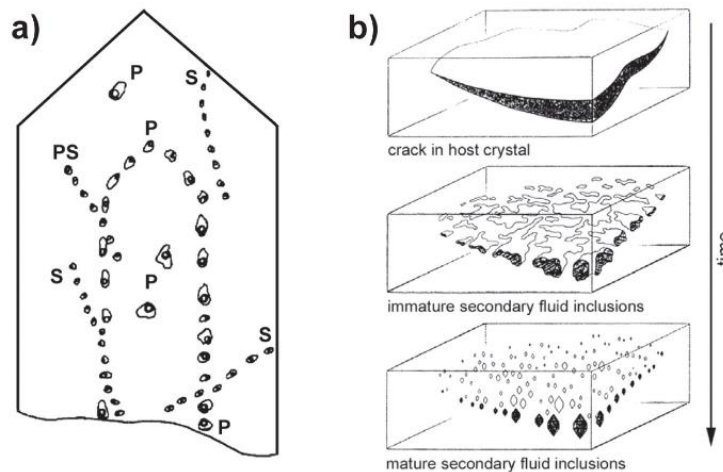 a)
P
S
P
PS
P
S
S
P
b)
crack in host crystal
immature secondary fluid inclusions
mature secondary fluid inclusions
time